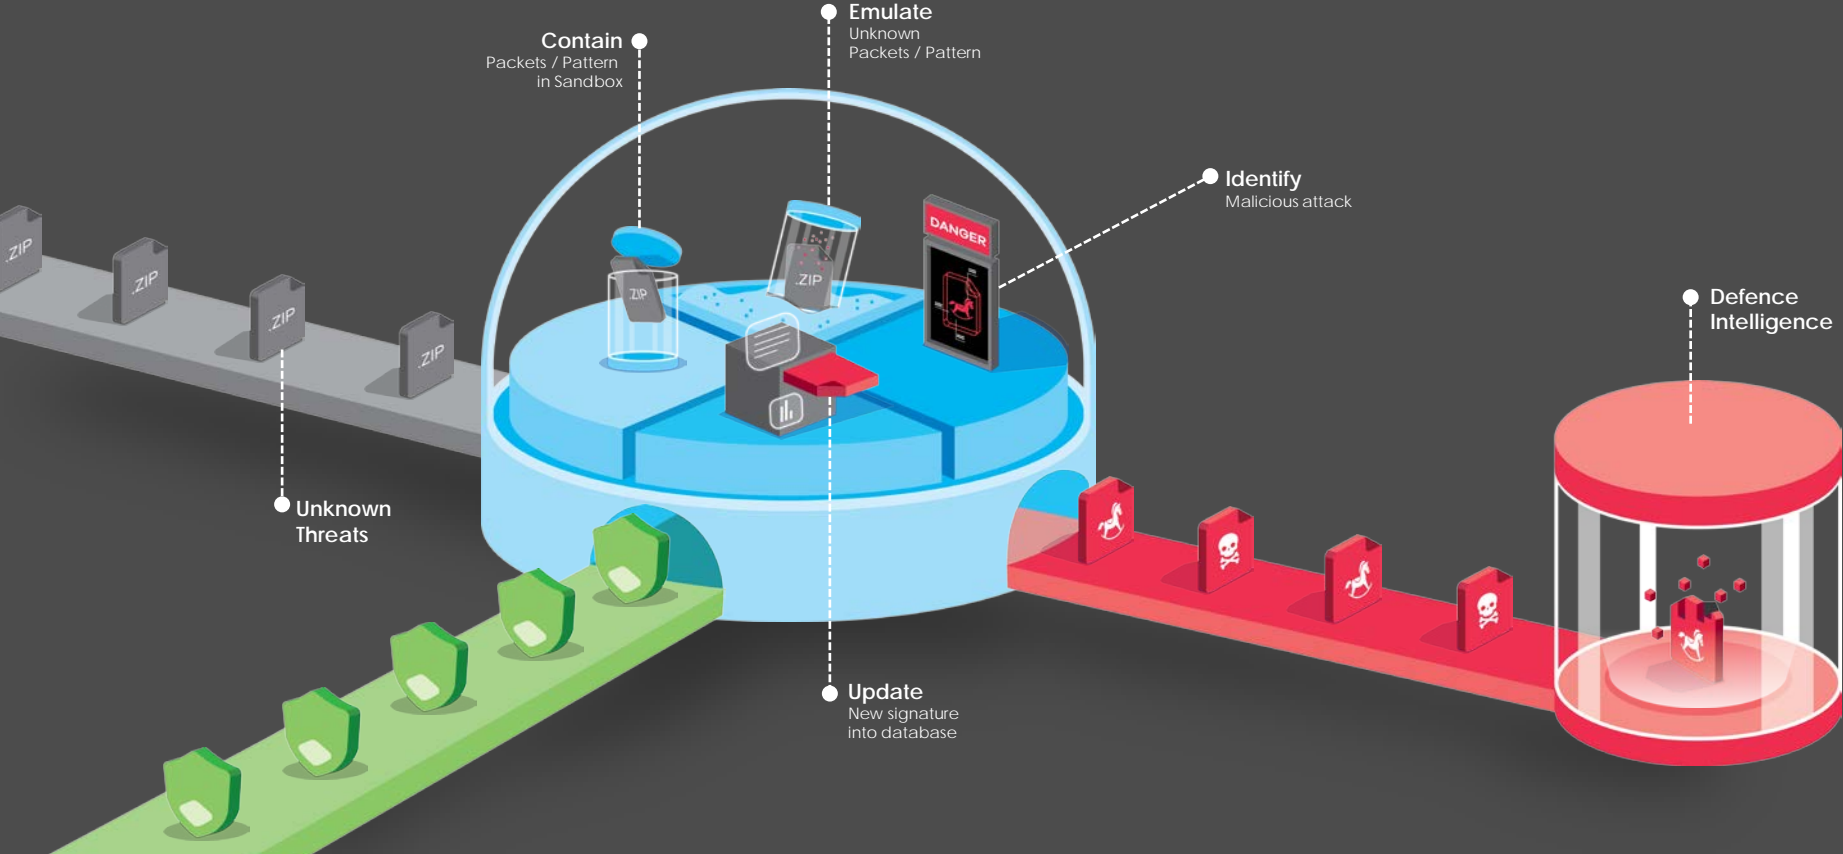 Emulate
Unknown
Packets / Pattern
Contain
Packets / Pattern
in Sandbox
Identify
Malicious attack
DANGER
.ZIP
.ZIP
.ZIP
.ZIP
.ZIP
.ZIP
Defence
Intelligence
Unknown
Threats
Update
New signature
into database